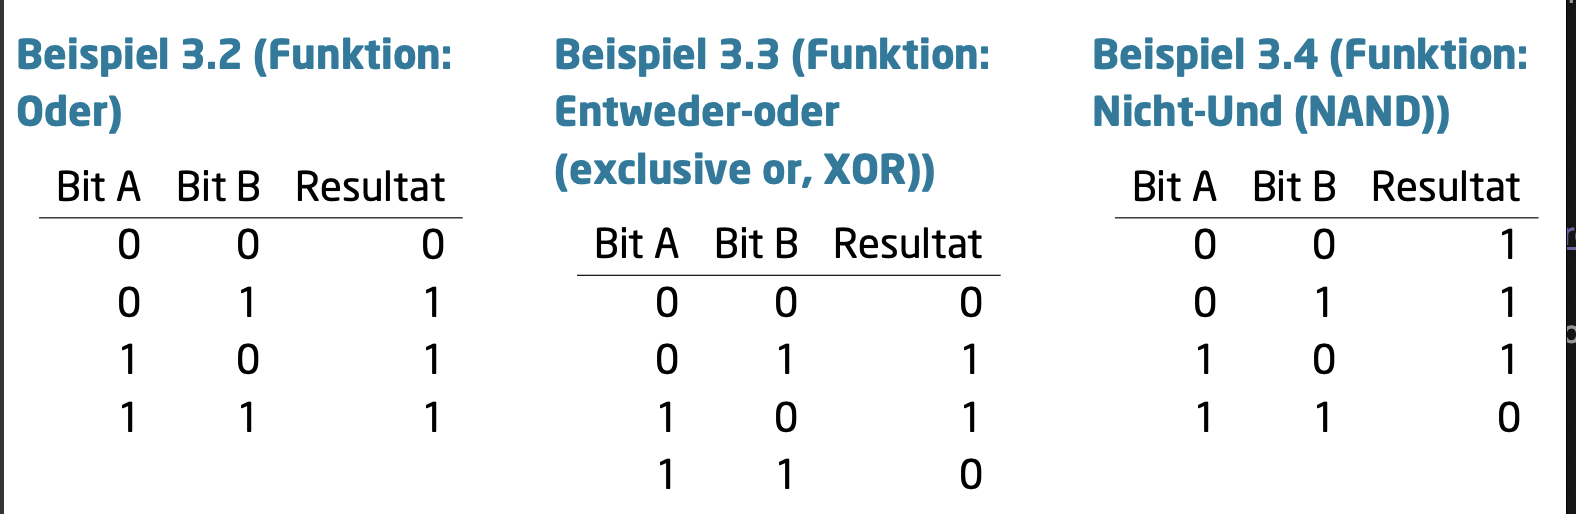 Beispiel 3.2 (Funktion:
Oder)
Bit A Bit B Resultat
0 0 0
0 1 1
1 0 1
1 1 1
Beispiel 3.3 (Funktion:
Entweder-oder
(exclusive or, XOR))
Bit A Bit B Resultat
0 0 0
0 1 1
1 0 1
1 1 0
Beispiel 3.4 (Funktion:
Nicht-Und (NAND))
Bit A Bit B Resultat
0 0 1
0 1 1
1 0 1
1 1 0